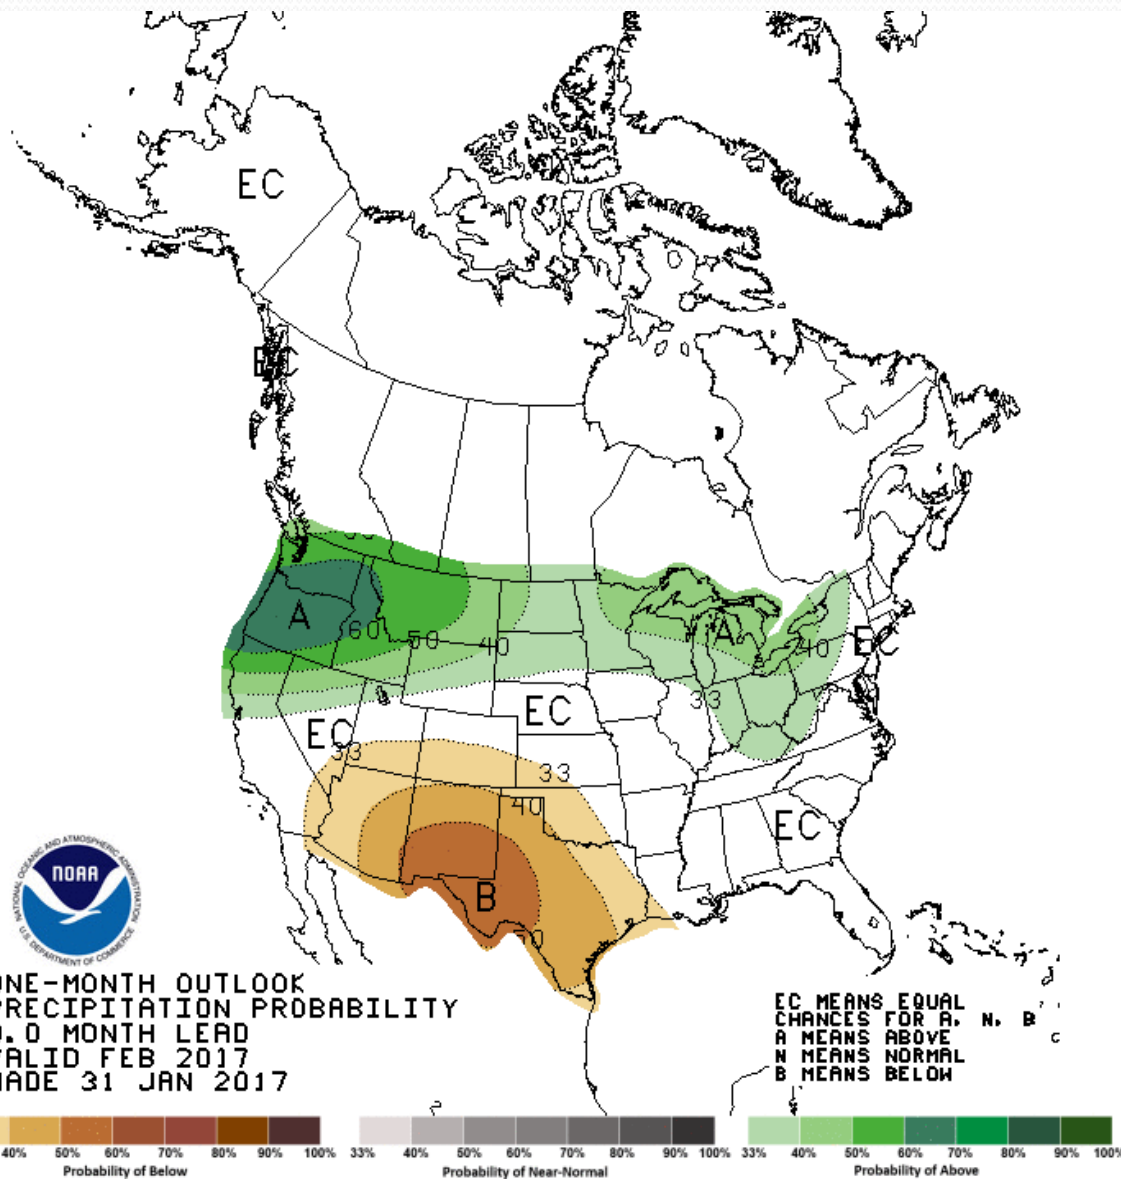 EC
EC
A
60
50
40
A
40
EC
33
EC
EC
33
33
40
EC
B
50
NOAA
NATIONAL OCEANIC AND ATMOSPHERIC ADMINISTRATION
U.S. DEPARTMENT OF COMMERCE
ONE-MONTH OUTLOOK
PRECIPITATION PROBABILITY
0.0 MONTH LEAD
VALID FEB 2017
MADE 31 JAN 2017
EC MEANS EQUAL
CHANCES FOR A, N, B
A MEANS ABOVE
N MEANS NORMAL
B MEANS BELOW
40% 50% 60% 70% 80% 90% 100%
Probability of Below
33% 40% 50% 60% 70% 80% 90% 100%
Probability of Near-Normal
33% 40% 50% 60% 70% 80% 90% 100%
Probability of Above